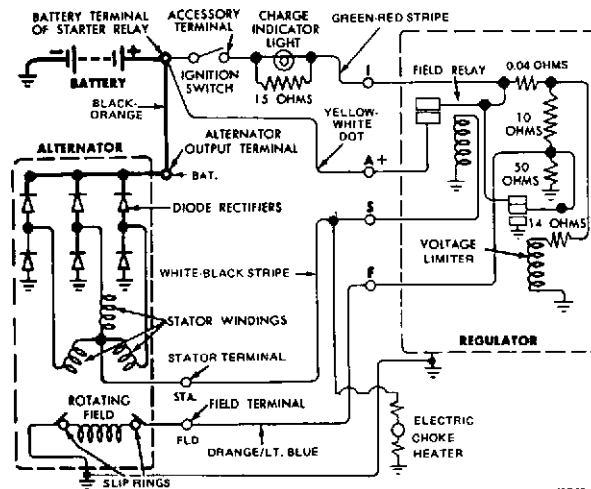 BATTERY TERMINAL
OF STARTER RELAY
ACCESSORY
TERMINAL
CHARGE
INDICATOR
LIGHT
GREEN-RED STRIPE
- +
BATTERY
IGNITION
SWITCH
15 OHMS
I
FIELD RELAY
0.04 OHMS
BLACK-
ORANGE
YELLOW-
WHITE
DOT
10
OHMS
ALTERNATOR
ALTERNATOR
OUTPUT TERMINAL
A +
BAT.
50
OHMS
DIODE RECTIFIERS
S
14 OHMS
WHITE-BLACK STRIPE
VOLTAGE
LIMITER
F
STATOR WINDINGS
REGULATOR
STATOR TERMINAL
STA.
ROTATING
FIELD
FIELD TERMINAL
FLD
ELECTRIC
CHOKE
HEATER
ORANGE/LT. BLUE
SLIP RINGS